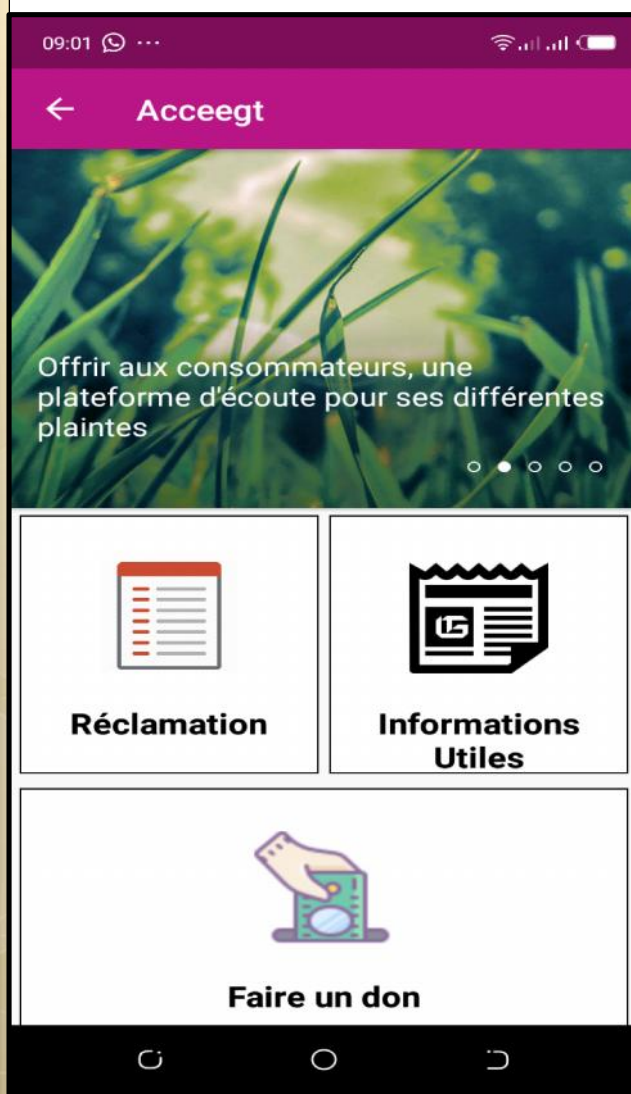 09:01
Acceegt
Offrir aux consommateurs, une
plateforme d'écoute pour ses différentes
plaintes
Réclamation
Informations
Utiles
Faire un don